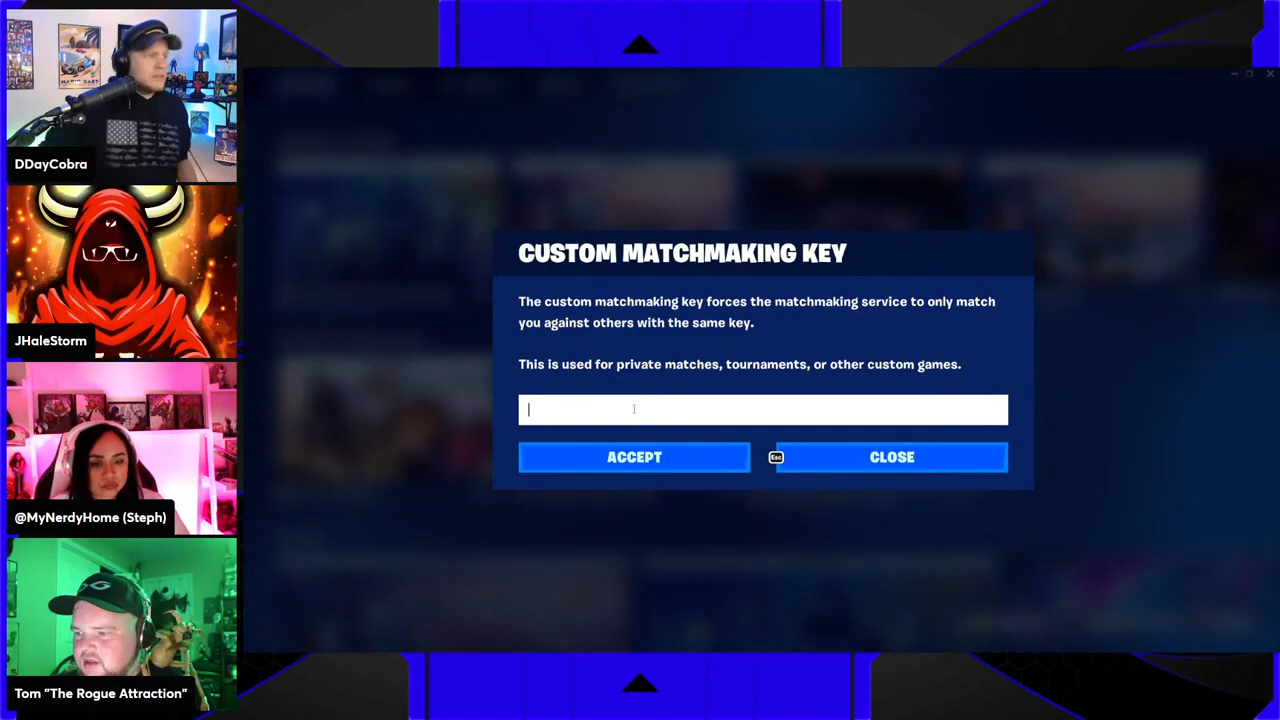 DDayCobra
JHaleStorm
@MyNerdyHome (Steph)
Tom "The Rogue Attraction"
CUSTOM MATCHMAKING KEY
The custom matchmaking key forces the matchmaking service to only match
you against others with the same key.
This is used for private matches, tournaments, or other custom games.
ACCEPT
Esc
CLOSE